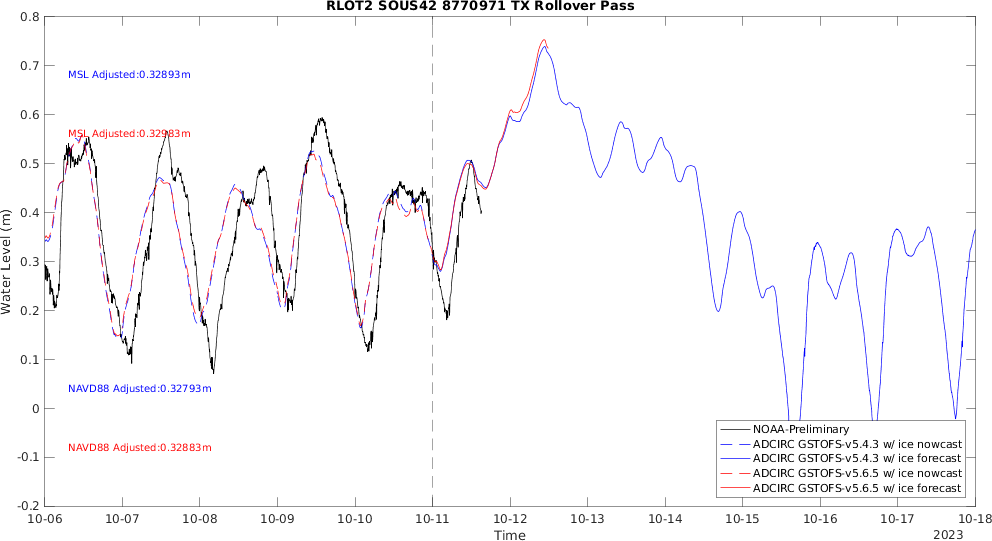 RLOT2 SOUS42 8770971 TX Rollover Pass
0.8
0.7
0.6
0.5
0.4
0.3
0.2
0.1
0
-0.1
-0.2
Water Level (m)
MSL Adjusted:0.32893m
MSL Adjusted:0.32983m
NAVD88 Adjusted:0.32793m
NAVD88 Adjusted:0.32883m
NOAA-Preliminary
ADCIRC GSTOFS-v5.4.3 w/ ice nowcast
ADCIRC GSTOFS-v5.4.3 w/ ice forecast
ADCIRC GSTOFS-v5.6.5 w/ ice nowcast
ADCIRC GSTOFS-v5.6.5 w/ ice forecast
10-06 10-07 10-08 10-09 10-10 10-11 10-12 10-13 10-14 10-15 10-16 10-17 10-18
Time
2023